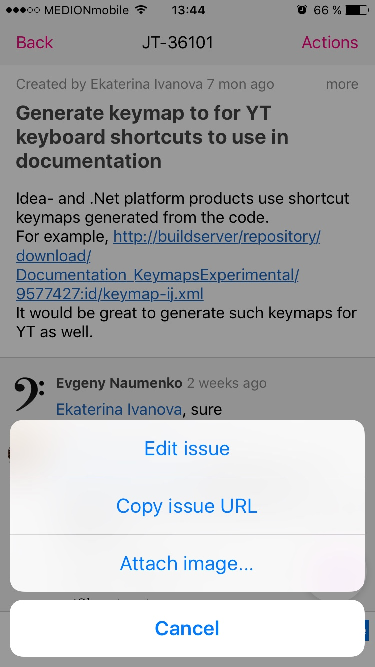 MEDIONmobile 13:44 66 %
Back JT-36101 Actions
Created by Ekaterina Ivanova 7 mon ago more
Generate keymap to for YT
keyboard shortcuts to use in
documentation
Idea- and .Net platform products use shortcut
keymaps generated from the code.
For example, http://buildserver/repository/
download/
Documentation_KeymapsExperimental/
9577427:id/keymap-ij.xml
It would be great to generate such keymaps for
YT as well.
Evgeny Naumenko 2 weeks ago
Ekaterina Ivanova, sure
Edit issue
Copy issue URL
Attach image...
Cancel